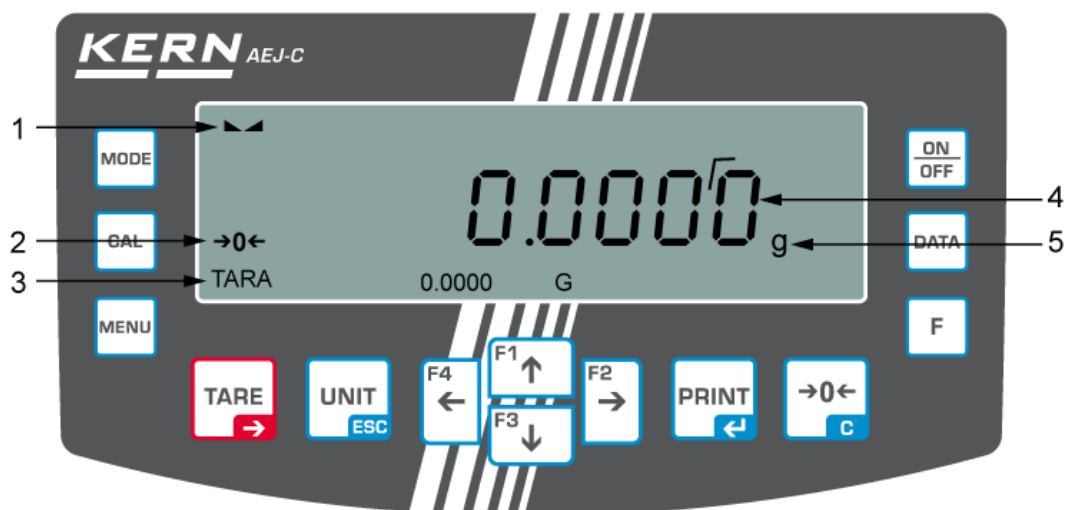 KERN AEJ-C
1
MODE
ON
OFF
0.0000
4
2
CAL
→0←
g
5
DATA
3
TARA
0.0000 G
MENU
F
TARE
→
UNIT
ESC
F4
←
F1
↑
F3
↓
F2
→
PRINT
↵
→0←
C